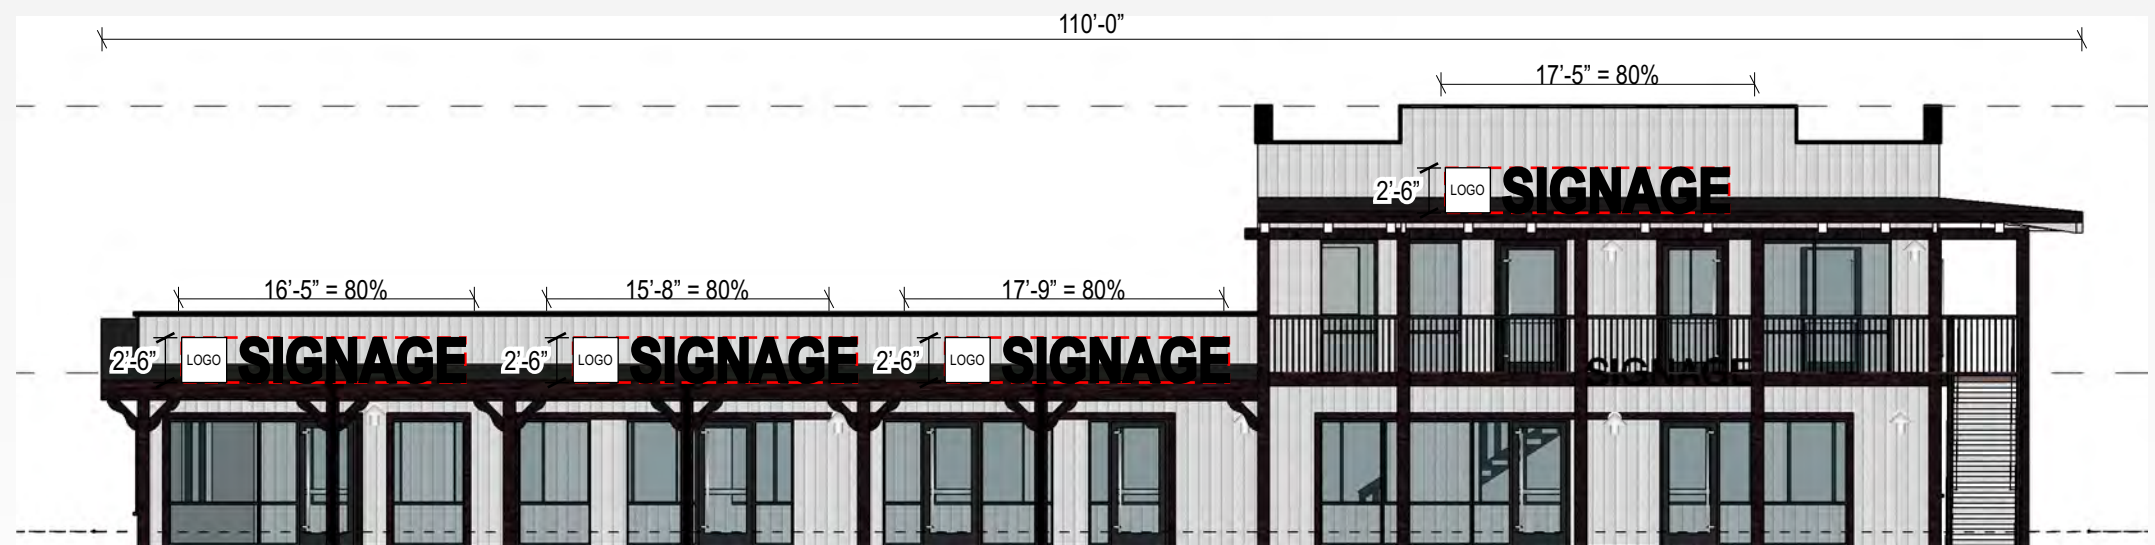 110’-0”
17’-5” = 80%
2’-6” LOGO SIGNAGE
16’-5” = 80% 15’-8” = 80% 17’-9” = 80%
2’-6” LOGO SIGNAGE 2’-6” LOGO SIGNAGE 2’-6” LOGO SIGNAGE
SIGNAGE